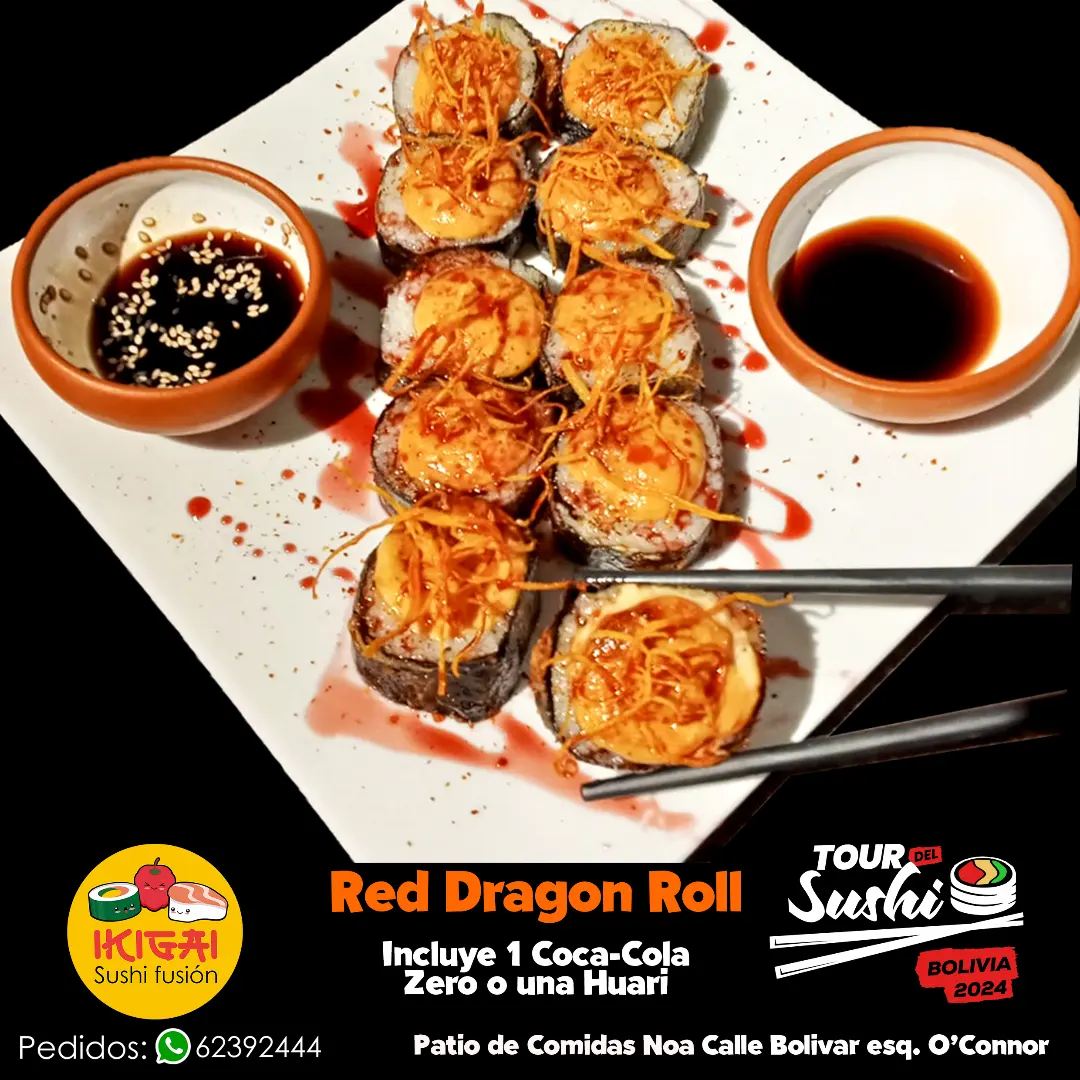 IKIGAI
Sushi fusión
Red Dragon Roll
Incluye 1 Coca-Cola
Zero o una Huari
TOUR DEL
Sushi
BOLIVIA
2024
Pedidos: 62392444
Patio de Comidas Noa Calle Bolivar esq. O'Connor